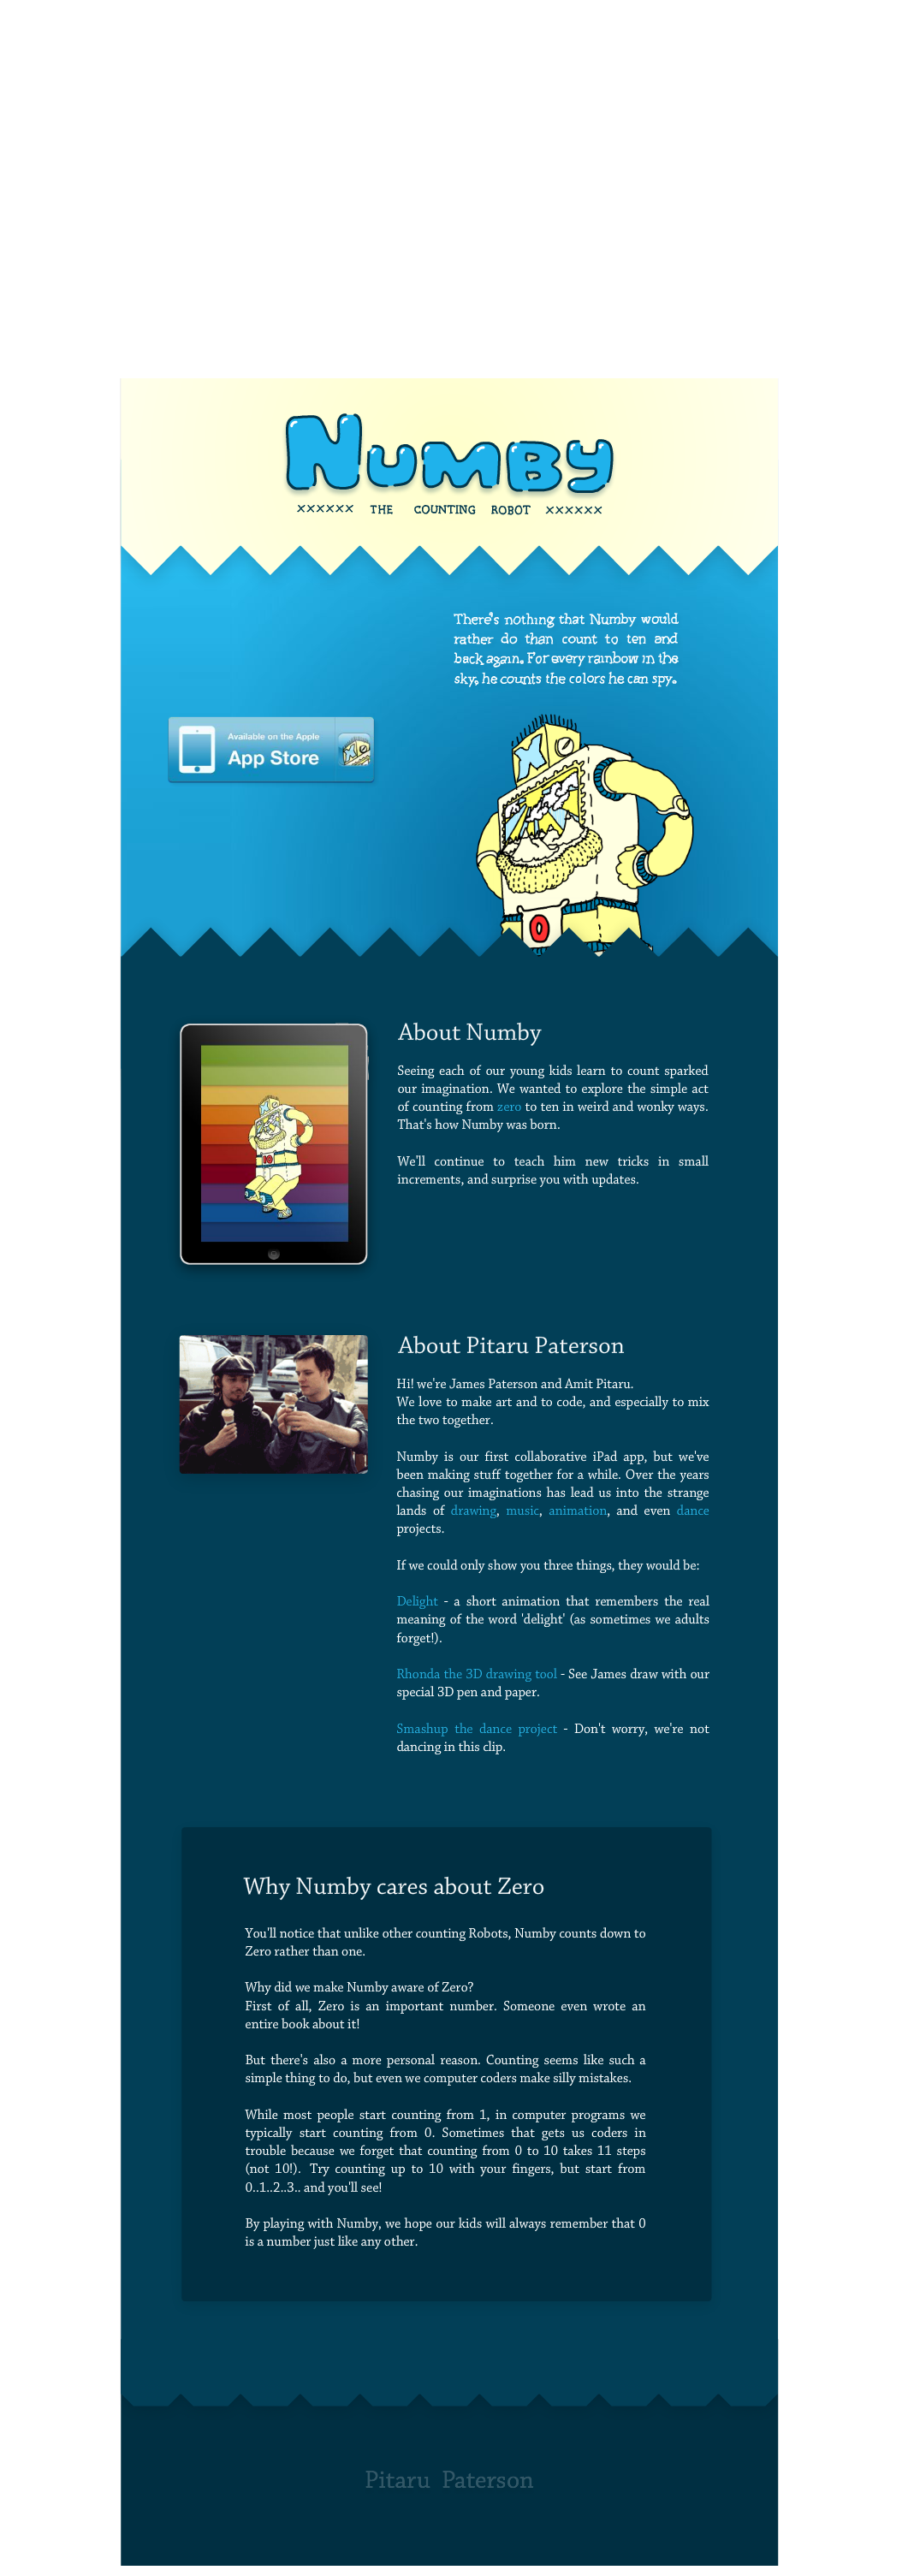 Numby
×××××× THE COUNTING ROBOT ××××××
There's nothing that Numby would
rather do than count to ten and
back again. For every rainbow in the
sky, he counts the colors he can spy.
Available on the Apple
App Store
0
About Numby
Seeing each of our young kids learn to count sparked
our imagination. We wanted to explore the simple act
of counting from zero to ten in weird and wonky ways.
That's how Numby was born.
We'll continue to teach him new tricks in small
increments, and surprise you with updates.
10
About Pitaru Paterson
Hi! we're James Paterson and Amit Pitaru.
We love to make art and to code, and especially to mix
the two together.
Numby is our first collaborative iPad app, but we've
been making stuff together for a while. Over the years
chasing our imaginations has lead us into the strange
lands of drawing, music, animation, and even dance
projects.
If we could only show you three things, they would be:
Delight - a short animation that remembers the real
meaning of the word 'delight' (as sometimes we adults
forget!).
Rhonda the 3D drawing tool - See James draw with our
special 3D pen and paper.
Smashup the dance project - Don't worry, we're not
dancing in this clip.
Why Numby cares about Zero
You'll notice that unlike other counting Robots, Numby counts down to
Zero rather than one.
Why did we make Numby aware of Zero?
First of all, Zero is an important number. Someone even wrote an
entire book about it!
But there's also a more personal reason. Counting seems like such a
simple thing to do, but even we computer coders make silly mistakes.
While most people start counting from 1, in computer programs we
typically start counting from 0. Sometimes that gets us coders in
trouble because we forget that counting from 0 to 10 takes 11 steps
(not 10!). Try counting up to 10 with your fingers, but start from
0..1..2..3.. and you'll see!
By playing with Numby, we hope our kids will always remember that 0
is a number just like any other.
Pitaru Paterson